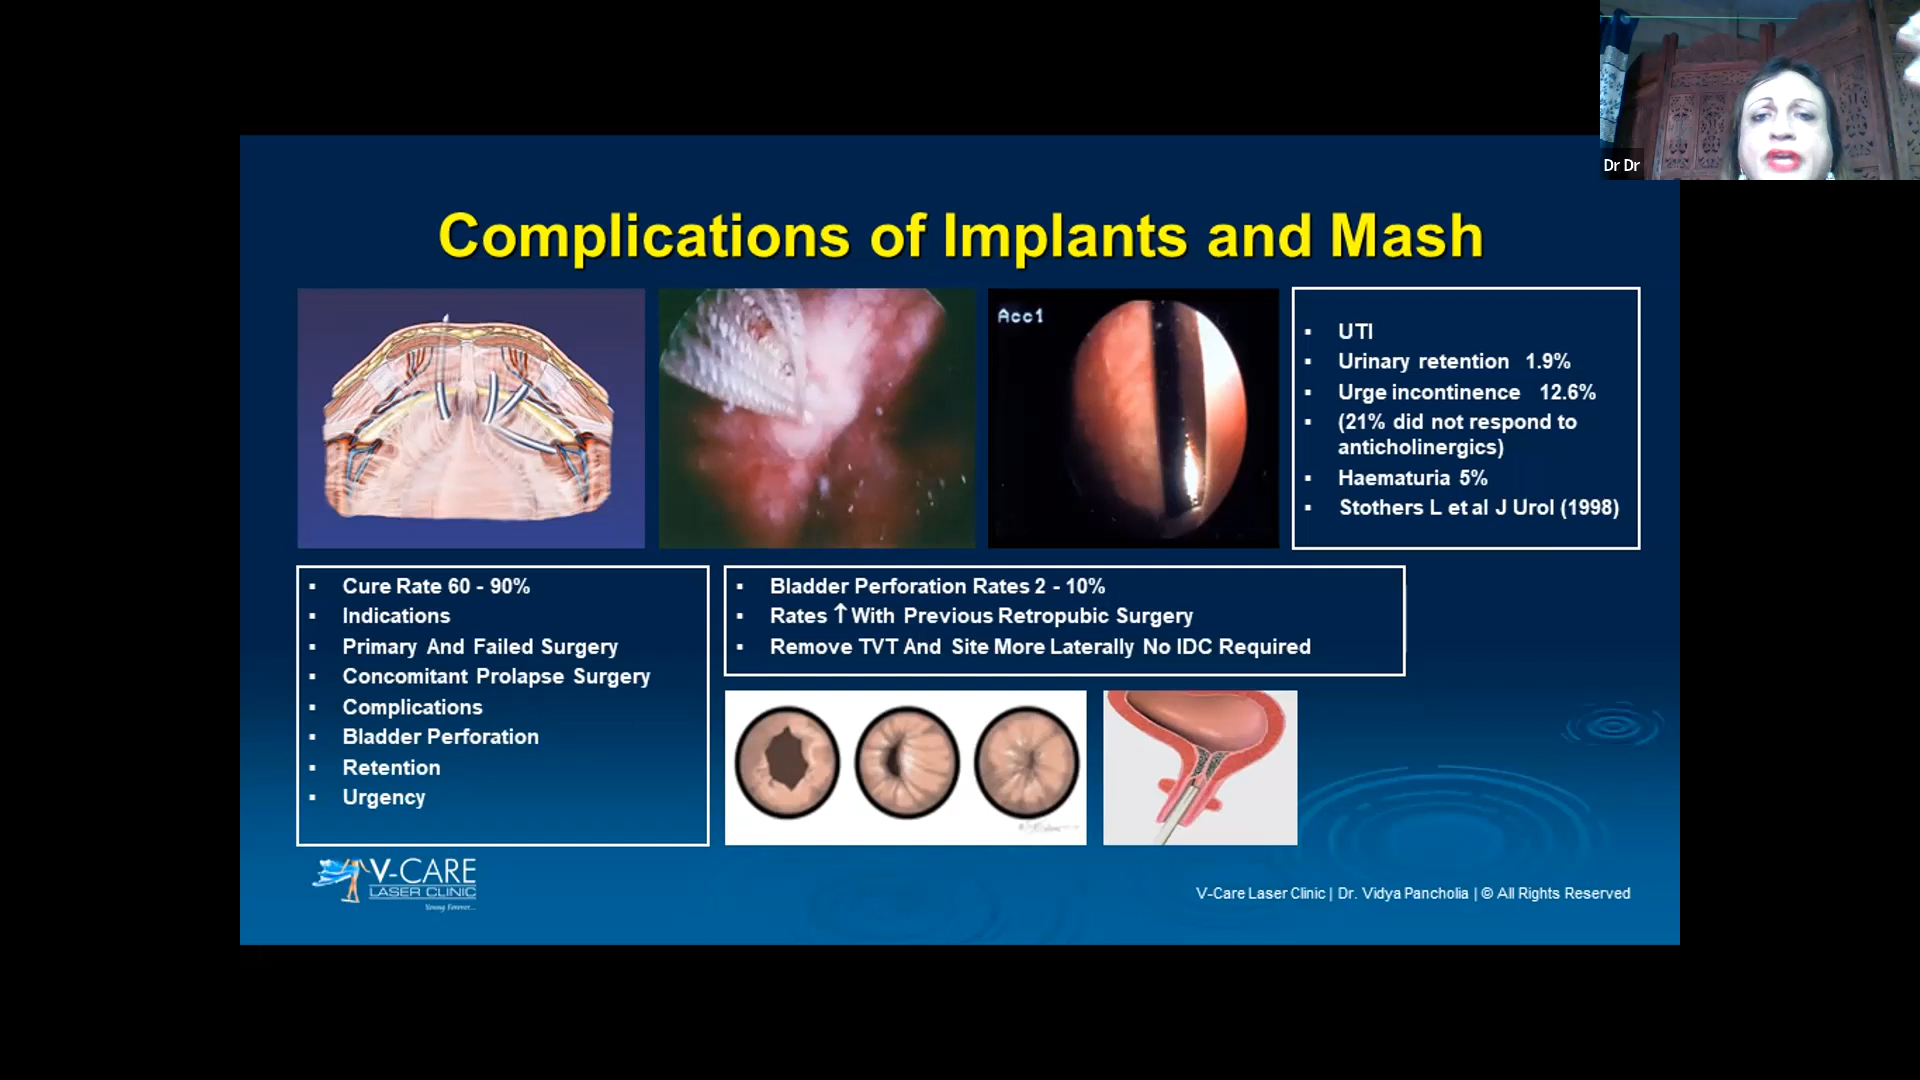 Dr Dr
Complications of Implants and Mash
Acc1
▪ UTI
▪ Urinary retention 1.9%
▪ Urge incontinence 12.6%
▪ (21% did not respond to
anticholinergics)
▪ Haematuria 5%
▪ Stothers L et al J Urol (1998)
▪ Cure Rate 60 - 90%
▪ Indications
▪ Primary And Failed Surgery
▪ Concomitant Prolapse Surgery
▪ Complications
▪ Bladder Perforation
▪ Retention
▪ Urgency
▪ Bladder Perforation Rates 2 - 10%
▪ Rates ↑ With Previous Retropubic Surgery
▪ Remove TVT And Site More Laterally No IDC Required
V-CARE
LASER CLINIC
Young Forever...
V-Care Laser Clinic | Dr. Vidya Pancholia | © All Rights Reserved